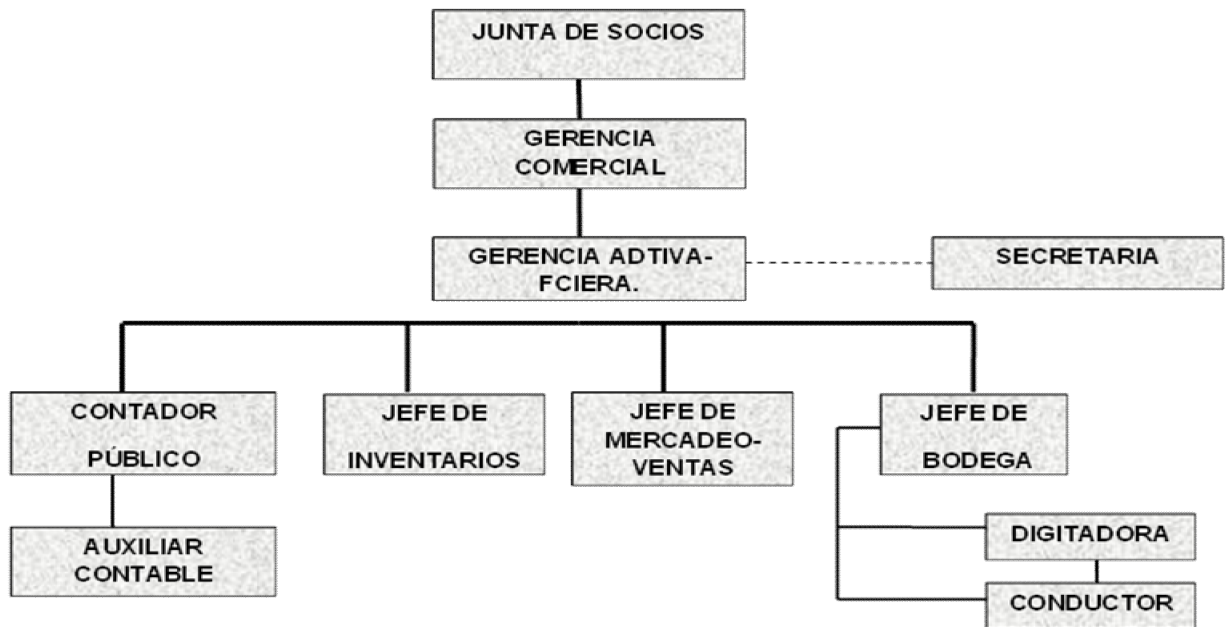 JUNTA DE SOCIOS
GERENCIA
COMERCIAL
GERENCIA ADTIVA-
FCIERA.
SECRETARIA
CONTADOR
PÚBLICO
JEFE DE
INVENTARIOS
JEFE DE
MERCADEO-
VENTAS
JEFE DE
BODEGA
AUXILIAR
CONTABLE
DIGITADORA
CONDUCTOR